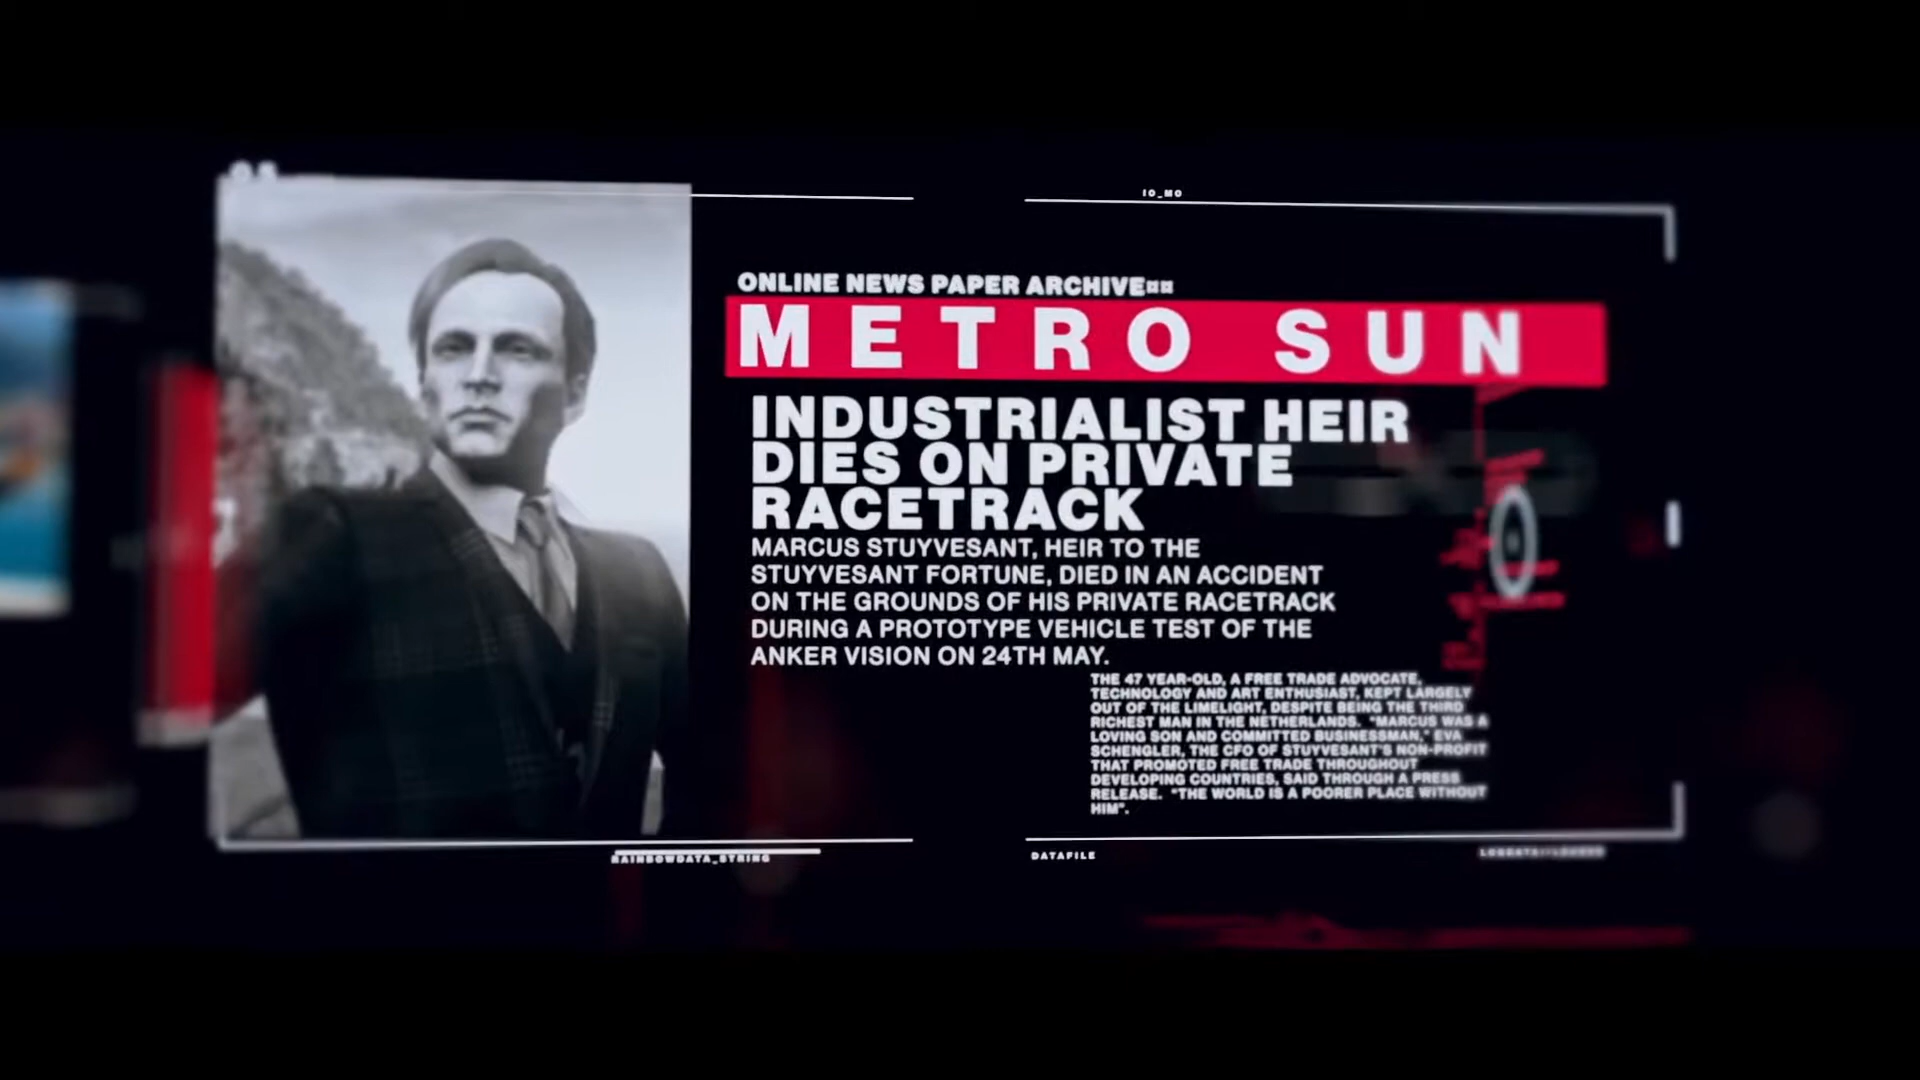 IO_MO
ONLINE NEWS PAPER ARCHIVE¤¤
METRO SUN
INDUSTRIALIST HEIR
DIES ON PRIVATE
RACETRACK
MARCUS STUYVESANT, HEIR TO THE
STUYVESANT FORTUNE, DIED IN AN ACCIDENT
ON THE GROUNDS OF HIS PRIVATE RACETRACK
DURING A PROTOTYPE VEHICLE TEST OF THE
ANKER VISION ON 24TH MAY.
THE 47 YEAR-OLD, A FREE TRADE ADVOCATE,
TECHNOLOGY AND ART ENTHUSIAST, KEPT LARGELY
OUT OF THE LIMELIGHT, DESPITE BEING THE THIRD
RICHEST MAN IN THE NETHERLANDS. "MARCUS WAS A
LOVING SON AND COMMITTED BUSINESSMAN," EVA
SCHENGLER, THE CFO OF STUYVESANT'S NON-PROFIT
THAT PROMOTED FREE TRADE THROUGHOUT
DEVELOPING COUNTRIES, SAID THROUGH A PRESS
RELEASE. "THE WORLD IS A POORER PLACE WITHOUT
HIM".
RAINBOWDATA_STRING
DATAFILE